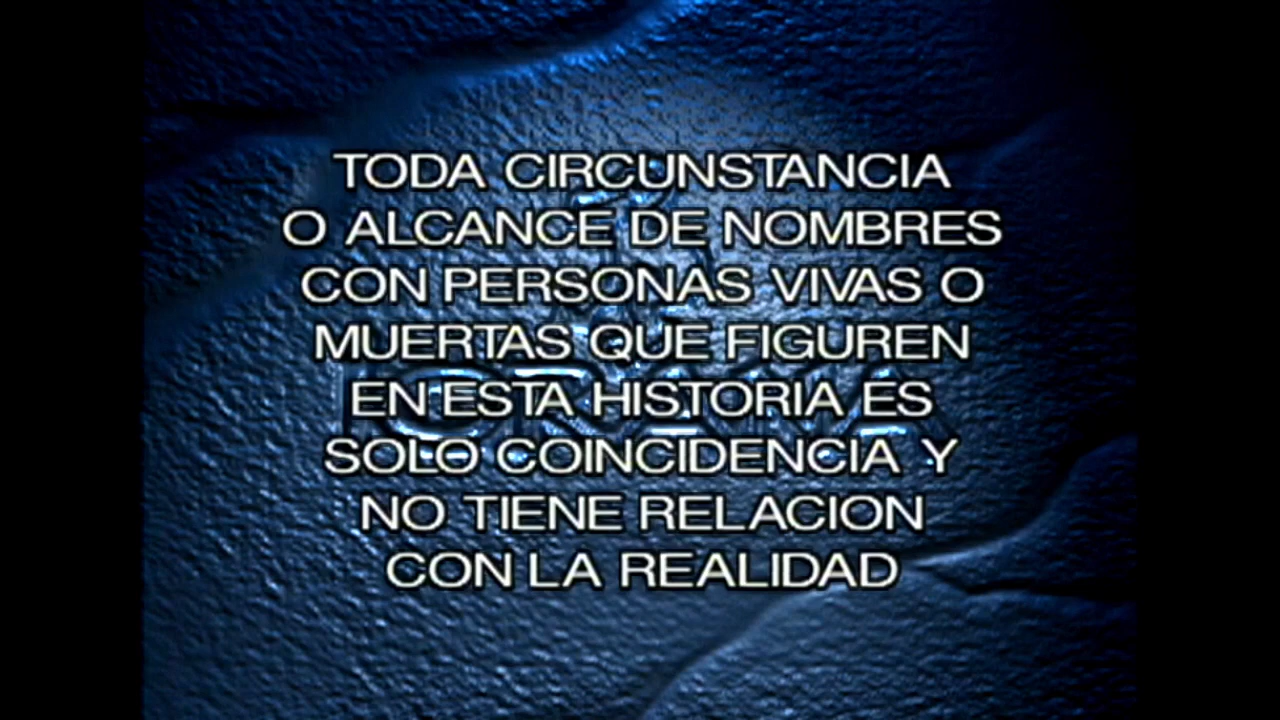 TODA CIRCUNSTANCIA
O ALCANCE DE NOMBRES
CON PERSONAS VIVAS O
MUERTAS QUE FIGUREN
EN ESTA HISTORIA ES
SOLO COINCIDENCIA Y
NO TIENE RELACION
CON LA REALIDAD